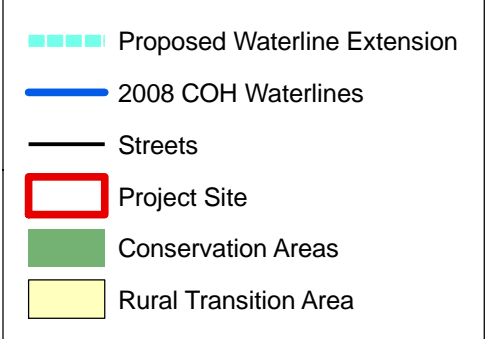 Proposed Waterline Extension
2008 COH Waterlines
Streets
Project Site
Conservation Areas
Rural Transition Area